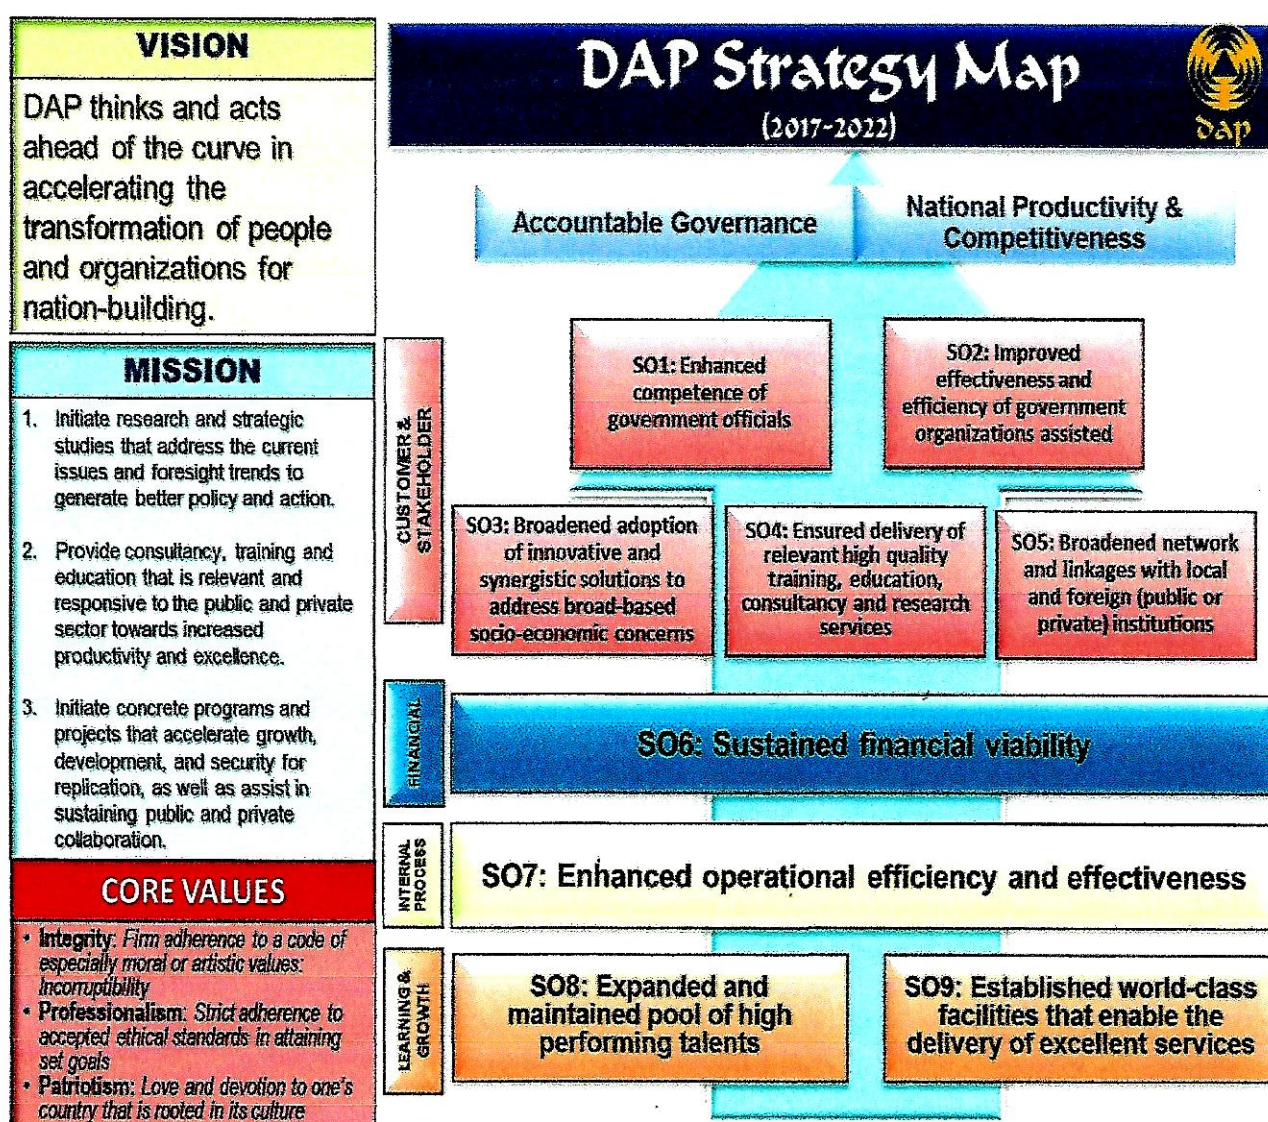 VISION
DAP thinks and acts
ahead of the curve in
accelerating the
transformation of people
and organizations for
nation-building.
MISSION
1. Initiate research and strategic
studies that address the current
issues and foresight trends to
generate better policy and action.
2. Provide consultancy, training and
education that is relevant and
responsive to the public and private
sector towards increased
productivity and excellence.
3. Initiate concrete programs and
projects that accelerate growth,
development, and security for
replication, as well as assist in
sustaining public and private
collaboration.
CORE VALUES
• Integrity: Firm adherence to a code of
especially moral or artistic values:
Incorruptibility
• Professionalism: Strict adherence to
accepted ethical standards in attaining
set goals
• Patriotism: Love and devotion to one's
country that is rooted in its culture
DAP Strategy Map
(2017-2022)
dap
Accountable Governance
National Productivity &
Competitiveness
CUSTOMER &
STAKEHOLDER
SO1: Enhanced
competence of
government officials
SO2: Improved
effectiveness and
efficiency of government
organizations assisted
SO3: Broadened adoption
of innovative and
synergistic solutions to
address broad-based
socio-economic concerns
SO4: Ensured delivery of
relevant high quality
training, education,
consultancy and research
services
SO5: Broadened network
and linkages with local
and foreign (public or
private) institutions
FINANCIAL
SO6: Sustained financial viability
INTERNAL
PROCESS
SO7: Enhanced operational efficiency and effectiveness
LEARNING &
GROWTH
SO8: Expanded and
maintained pool of high
performing talents
SO9: Established world-class
facilities that enable the
delivery of excellent services